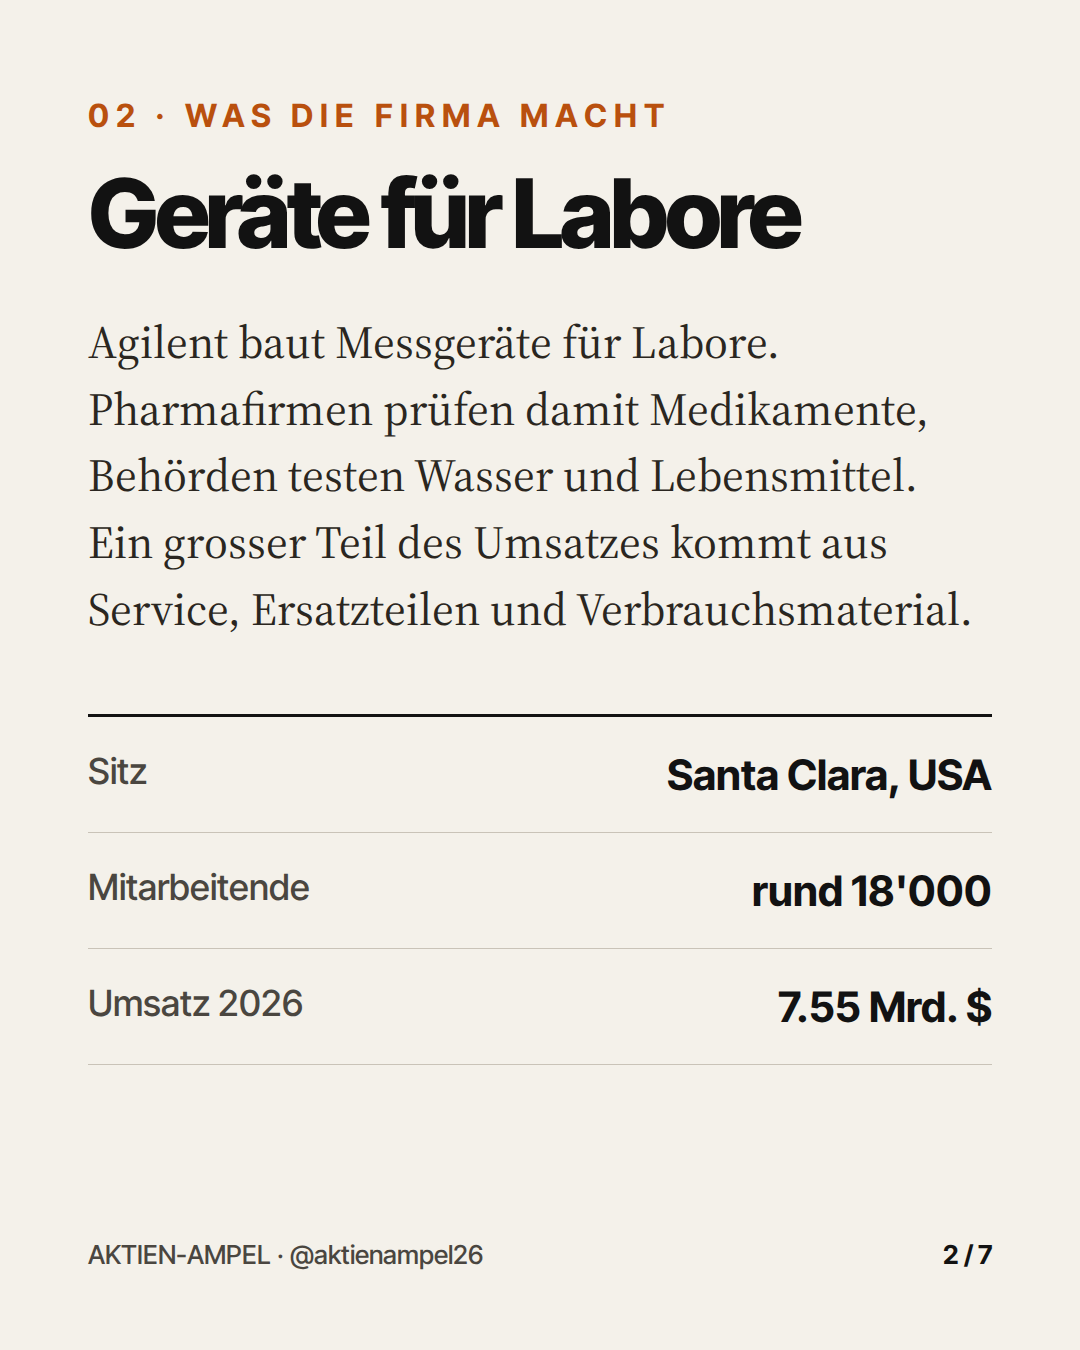 02 · WAS DIE FIRMA MACHT
Geräte für Labore
Agilent baut Messgeräte für Labore.
Pharmafirmen prüfen damit Medikamente,
Behörden testen Wasser und Lebensmittel.
Ein grosser Teil des Umsatzes kommt aus
Service, Ersatzteilen und Verbrauchsmaterial.
Sitz Santa Clara, USA
Mitarbeitende rund 18'000
Umsatz 2026 7.55 Mrd. $
AKTIEN-AMPEL · @aktienampel26 2 / 7